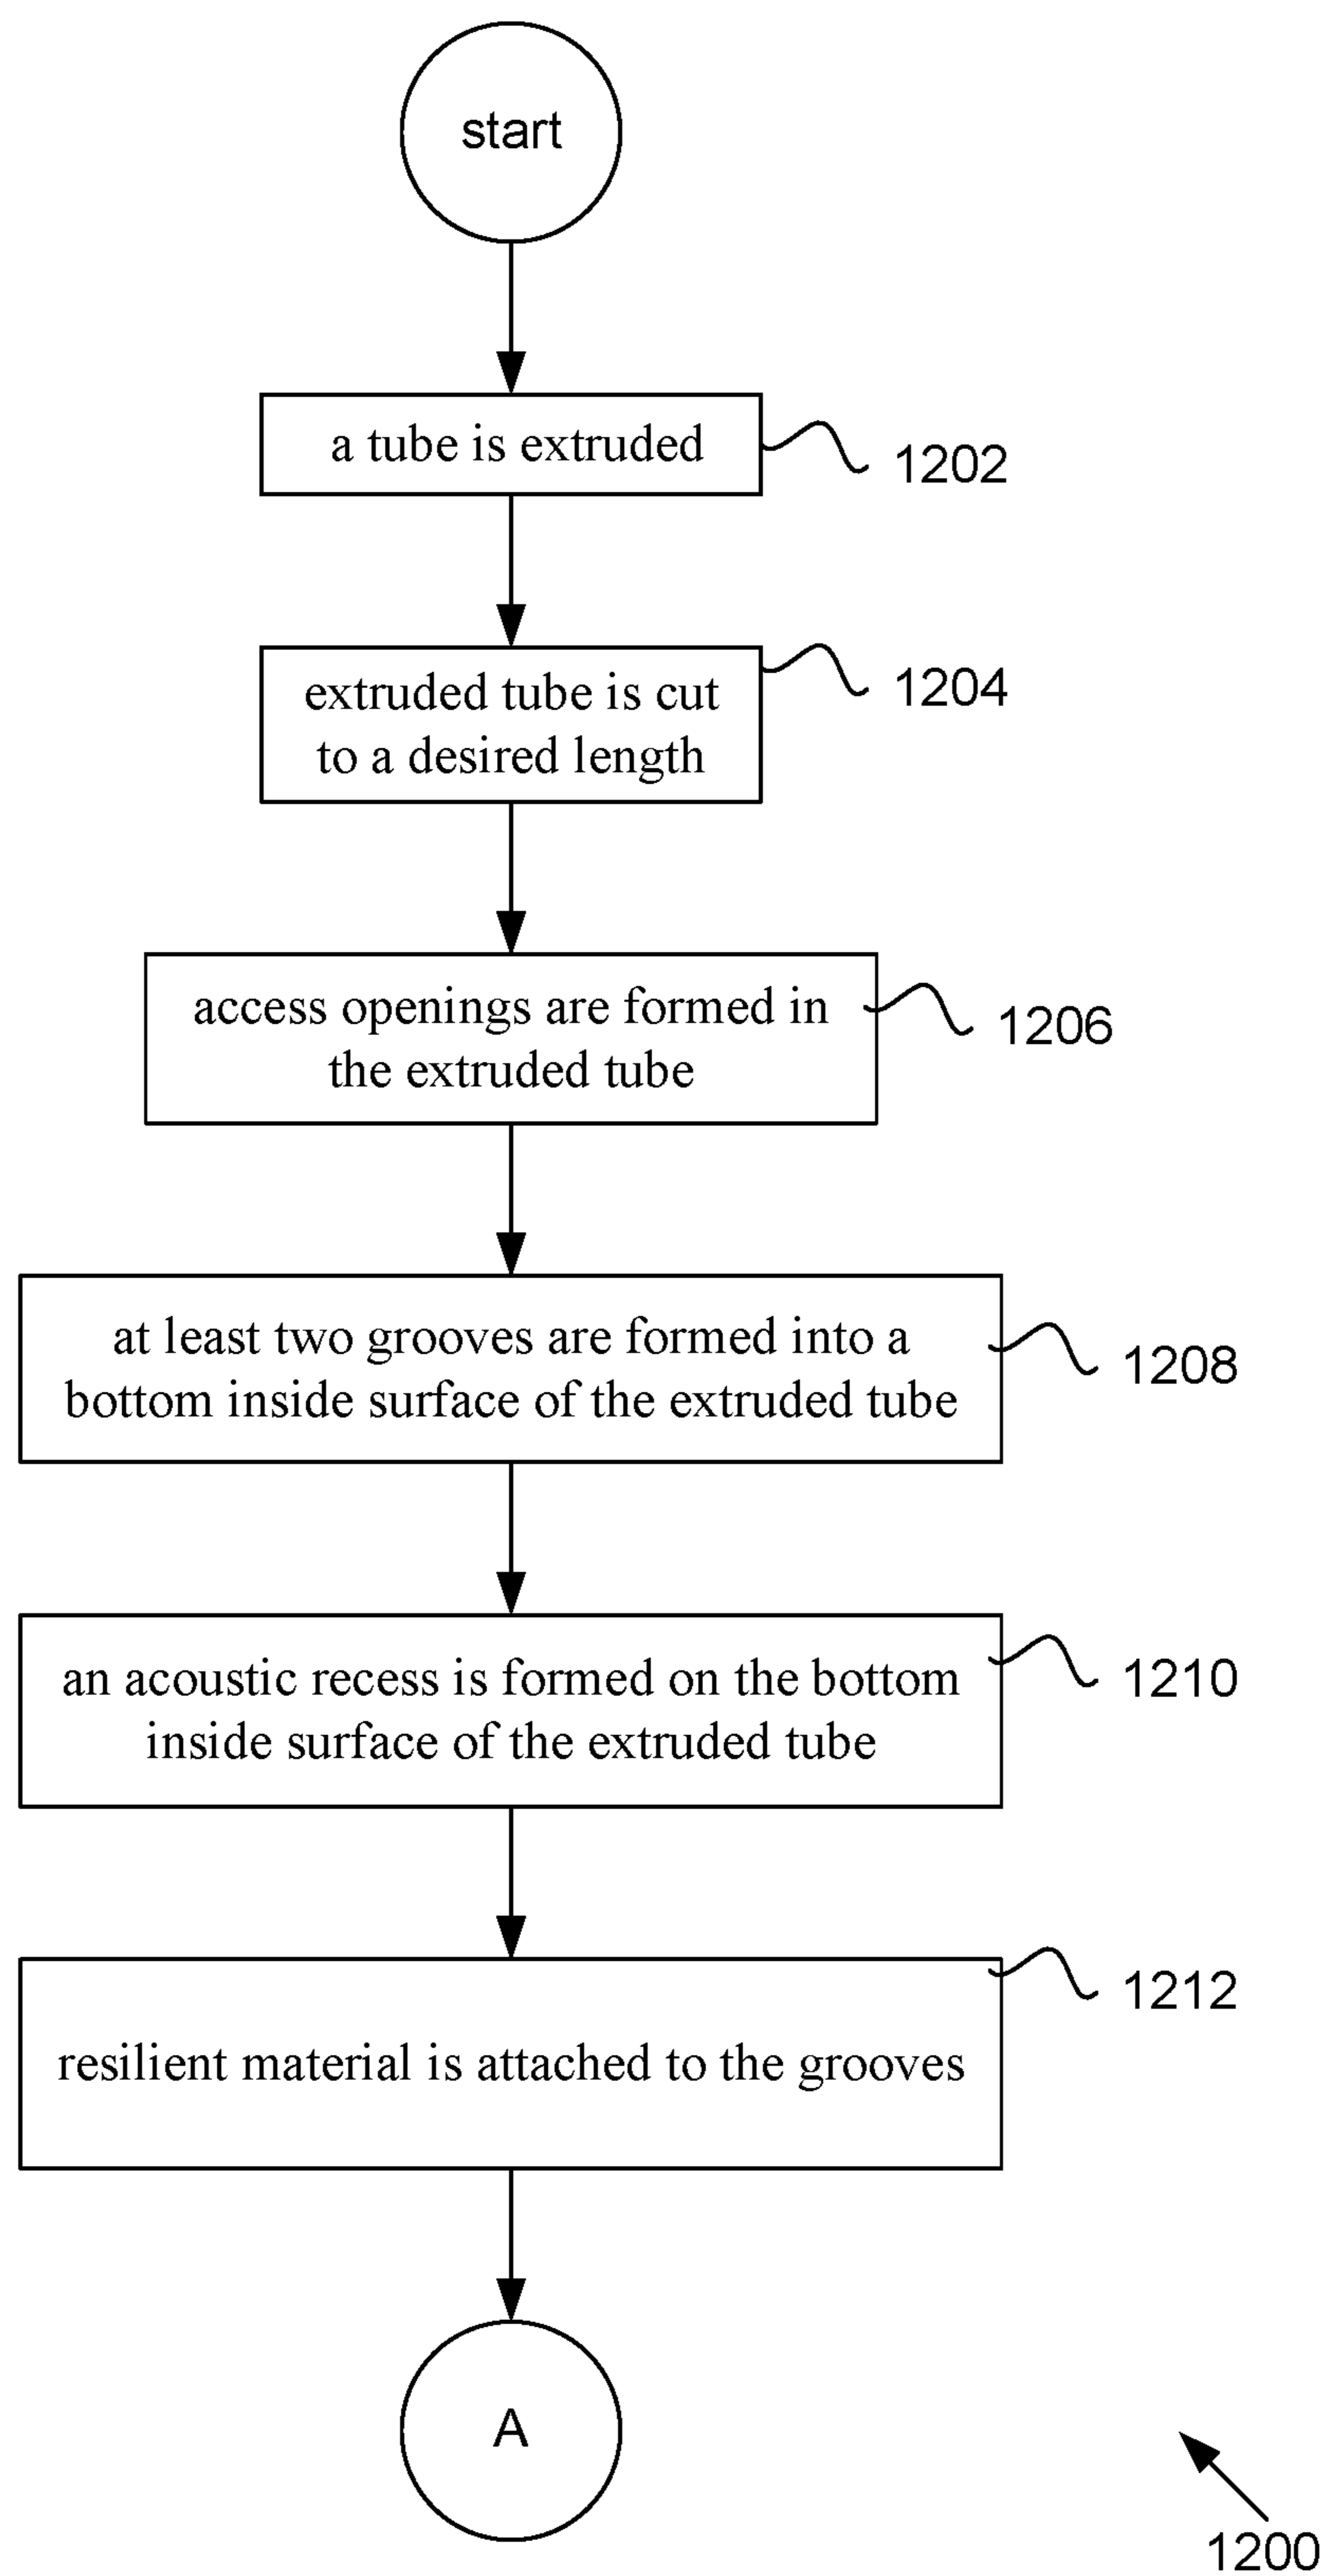 start
a tube is extruded
1202
extruded tube is cut
to a desired length
1204
access openings are formed in
the extruded tube
1206
at least two grooves are formed into a
bottom inside surface of the extruded tube
1208
an acoustic recess is formed on the bottom
inside surface of the extruded tube
1210
resilient material is attached to the grooves
1212
A
1200